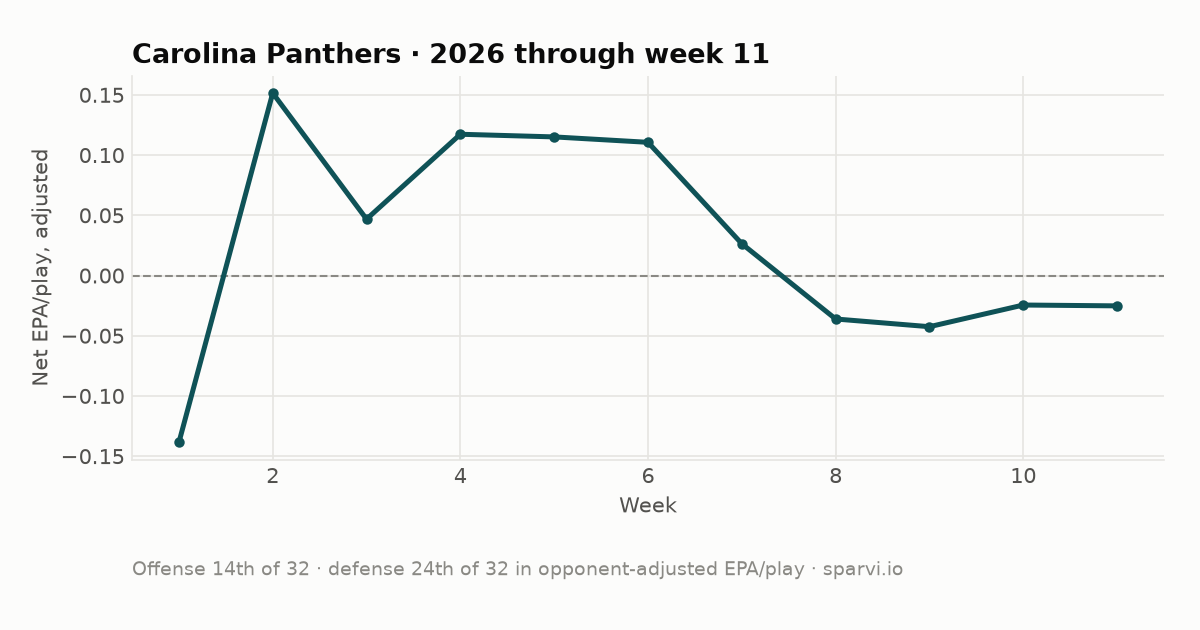 Carolina Panthers · 2026 through week 11
Net EPA/play, adjusted
0.15
0.10
0.05
0.00
−0.05
−0.10
−0.15
2 4 6 8 10
Week
Offense 14th of 32 · defense 24th of 32 in opponent-adjusted EPA/play · sparvi.io